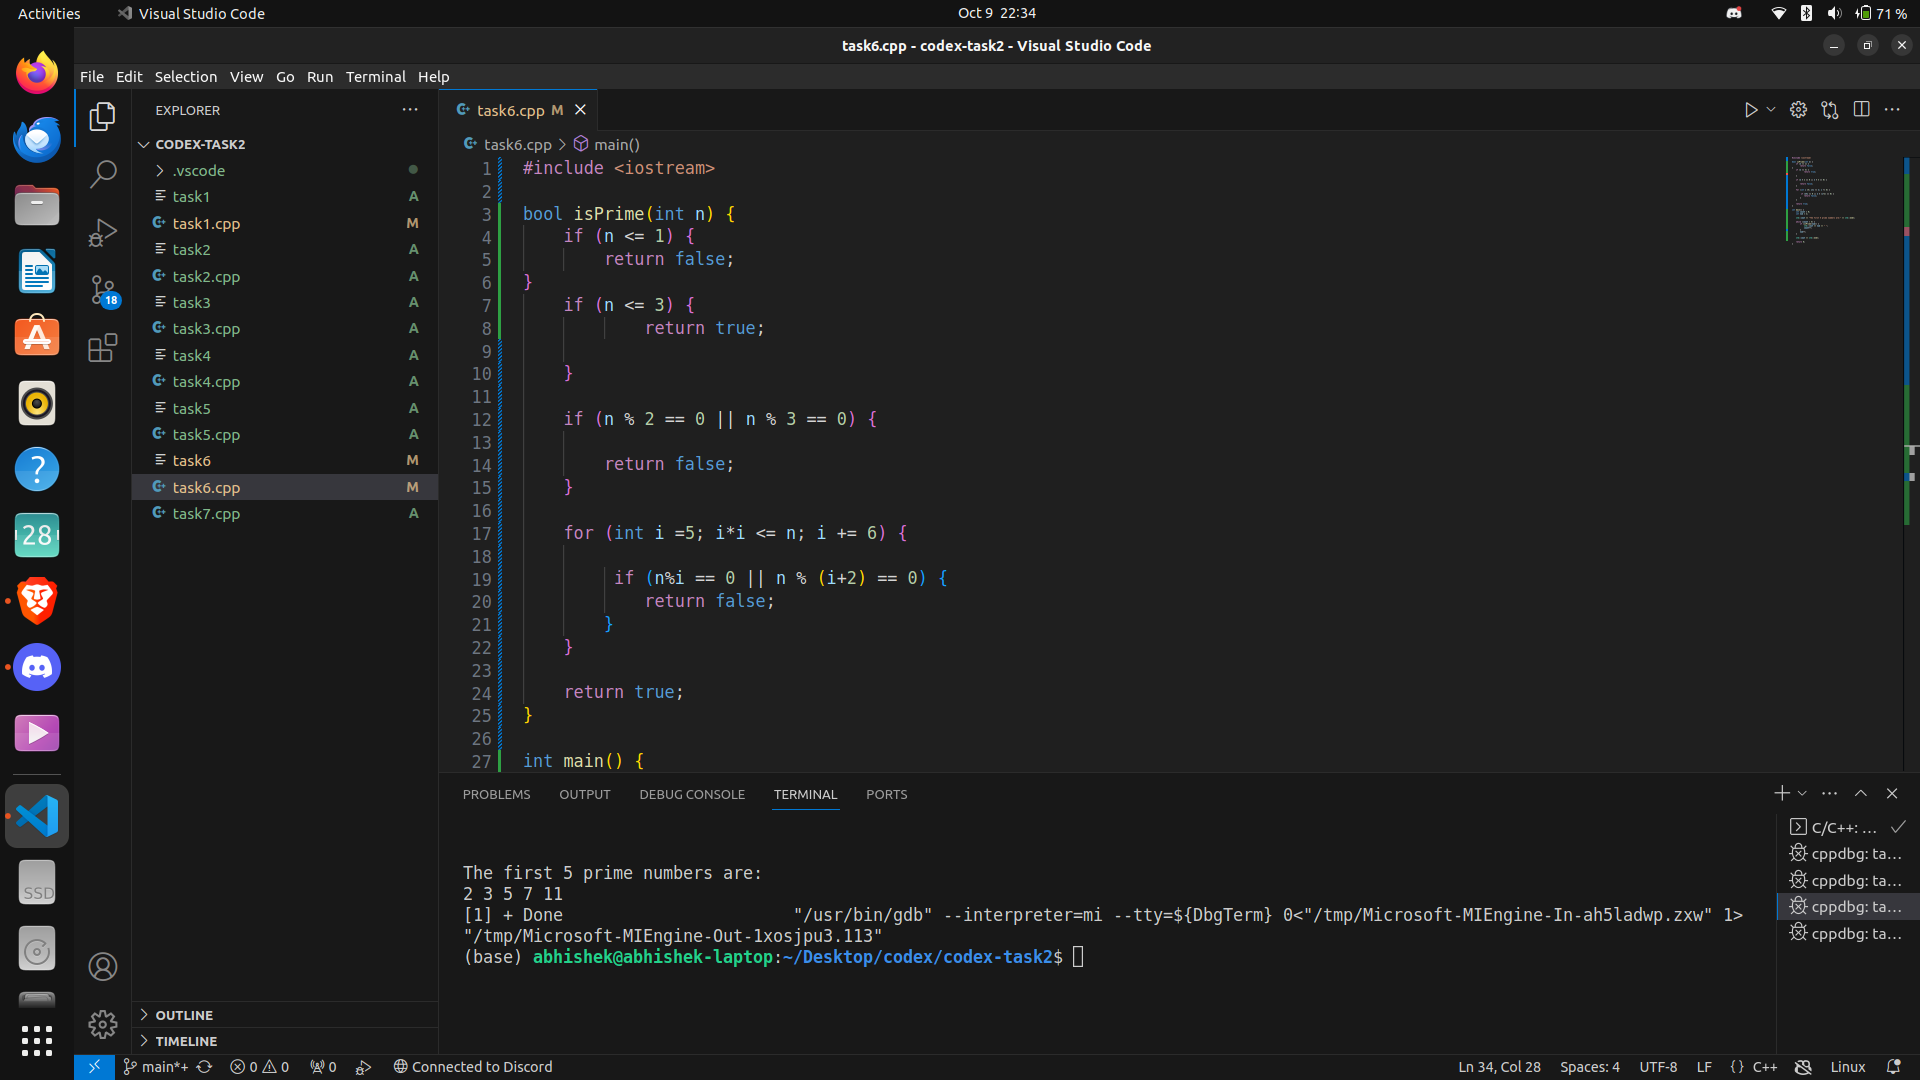 Activities
Visual Studio Code
Oct 9 22:34
71 %
task6.cpp - codex-task2 - Visual Studio Code
File Edit Selection View Go Run Terminal Help
EXPLORER
CODEX-TASK2
.vscode
task1 A
task1.cpp M
task2 A
task2.cpp A
task3 A
task3.cpp A
task4 A
task4.cpp A
task5 A
task5.cpp A
task6 M
task6.cpp M
task7.cpp A
OUTLINE
TIMELINE
18
28
SSD
task6.cpp M
task6.cpp > main()
1 #include <iostream>
2
3 bool isPrime(int n) {
4 if (n <= 1) {
5 return false;
6 }
7 if (n <= 3) {
8 return true;
9
10 }
11
12 if (n % 2 == 0 || n % 3 == 0) {
13
14 return false;
15 }
16
17 for (int i =5; i*i <= n; i += 6) {
18
19 if (n%i == 0 || n % (i+2) == 0) {
20 return false;
21 }
22 }
23
24 return true;
25 }
26
27 int main() {
PROBLEMS OUTPUT DEBUG CONSOLE TERMINAL PORTS
The first 5 prime numbers are:
2 3 5 7 11
[1] + Done "/usr/bin/gdb" --interpreter=mi --tty=${DbgTerm} 0<"/tmp/Microsoft-MIEngine-In-ah5ladwp.zxw" 1>
"/tmp/Microsoft-MIEngine-Out-1xosjpu3.113"
(base) abhishek@abhishek-laptop:~/Desktop/codex/codex-task2$
C/C++: ...
cppdbg: ta...
cppdbg: ta...
cppdbg: ta...
cppdbg: ta...
main*+ 0 0 0 Connected to Discord
Ln 34, Col 28 Spaces: 4 UTF-8 LF {} C++ Linux